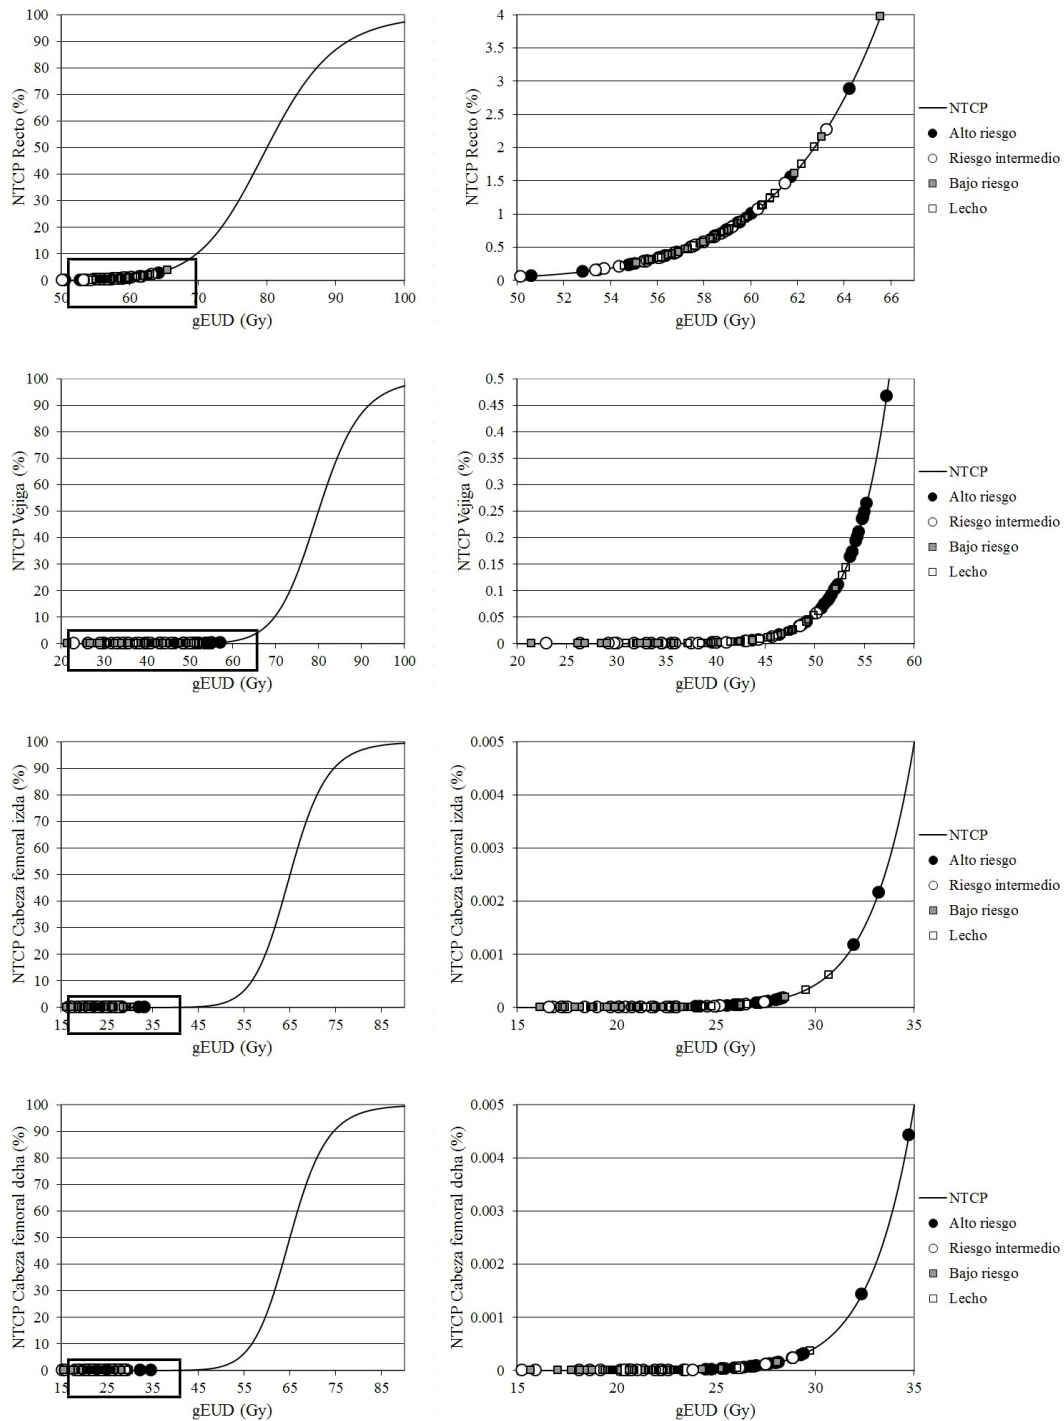 NTCP Recto (%)
100
90
80
70
60
50
40
30
20
10
0
50 60 70 80 90 100
gEUD (Gy)
NTCP Recto (%)
4
3.5
3
2.5
2
1.5
1
0.5
0
50 52 54 56 58 60 62 64 66
gEUD (Gy)
NTCP
Alto riesgo
Riesgo intermedio
Bajo riesgo
Lecho
NTCP Vejiga (%)
100
90
80
70
60
50
40
30
20
10
0
20 30 40 50 60 70 80 90 100
gEUD (Gy)
NTCP Vejiga (%)
0.5
0.45
0.4
0.35
0.3
0.25
0.2
0.15
0.1
0.05
0
20 25 30 35 40 45 50 55 60
gEUD (Gy)
NTCP
Alto riesgo
Riesgo intermedio
Bajo riesgo
Lecho
NTCP Cabeza femoral izda (%)
100
90
80
70
60
50
40
30
20
10
0
15 25 35 45 55 65 75 85
gEUD (Gy)
NTCP Cabeza femoral izda (%)
0.005
0.004
0.003
0.002
0.001
0
15 20 25 30 35
gEUD (Gy)
NTCP
Alto riesgo
Riesgo intermedio
Bajo riesgo
Lecho
NTCP Cabeza femoral dcha (%)
100
90
80
70
60
50
40
30
20
10
0
15 25 35 45 55 65 75 85
gEUD (Gy)
NTCP Cabeza femoral dcha (%)
0.005
0.004
0.003
0.002
0.001
0
15 20 25 30 35
gEUD (Gy)
NTCP
Alto riesgo
Riesgo intermedio
Bajo riesgo
Lecho